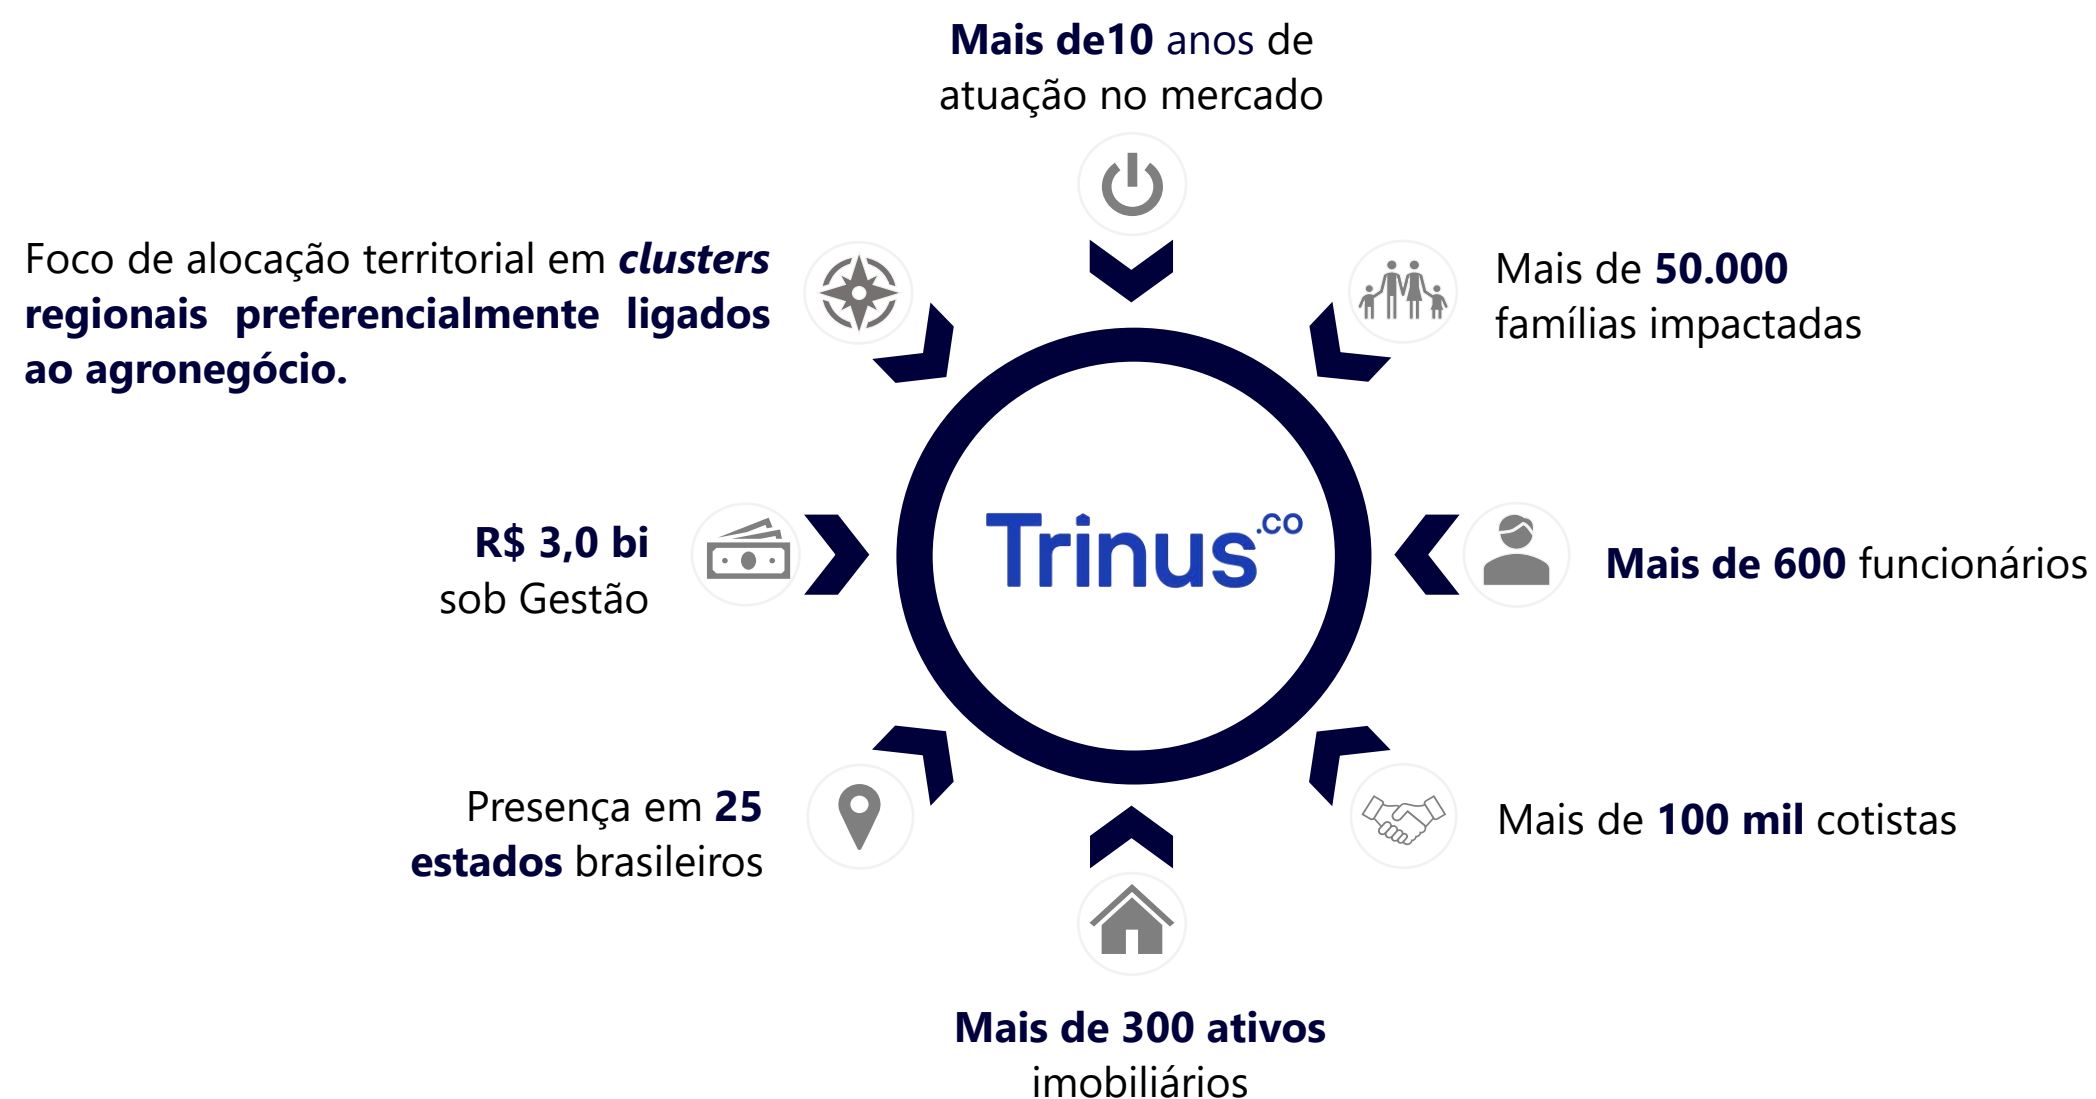 Mais de10 anos de
atuação no mercado
Foco de alocação territorial em clusters
regionais preferencialmente ligados
ao agronegócio.
Mais de 50.000
famílias impactadas
R$ 3,0 bi
sob Gestão
Trinus.co
Mais de 600 funcionários
Presença em 25
estados brasileiros
Mais de 100 mil cotistas
Mais de 300 ativos
imobiliários